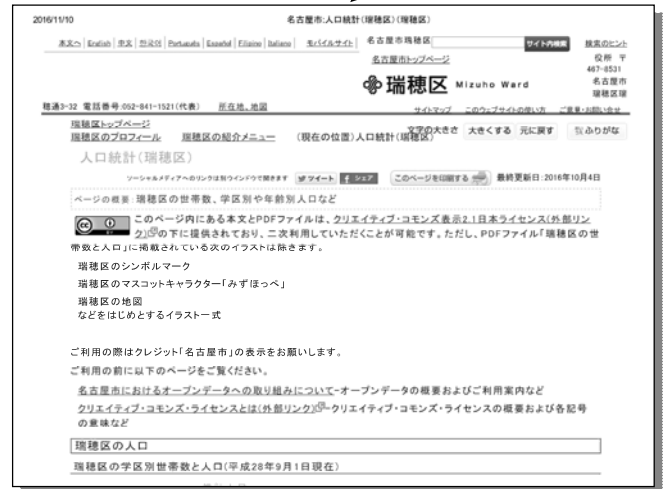 2016/11/10
名古屋市:人口統計(瑞穂区)(瑞穂区)
本文へ English 中文 한국어 Português Español Filipino Italiano モバイルサイト 名古屋市瑞穂区 サイト内検索 検索のヒント
名古屋市トップページ
役所 〒
467-8531
名古屋市
瑞穂区瑞
瑞穂区 Mizuho Ward
穂通3-32 電話番号:052-841-1521(代表) 所在地、地図
サイトマップ このウェブサイトの使い方 ご意見・お問い合せ
瑞穂区トップページ
文字の大きさ 大きくする 元に戻す ふりがな
瑞穂区のプロフィール 瑞穂区の紹介メニュー (現在の位置)人口統計(瑞穂区)
人口統計(瑞穂区)
ソーシャルメディアへのリンクは別ウインドウで開きます ツイート シェア このページを印刷する 最終更新日:2016年10月4日
ページの概要:瑞穂区の世帯数、学区別や年齢別人口など
このページ内にある本文とPDFファイルは、クリエイティブ・コモンズ表示2.1日本ライセンス(外部リン
ク)の下に提供されており、二次利用していただくことが可能です。ただし、PDFファイル「瑞穂区の世
帯数と人口」に掲載されている次のイラストは除きます。
瑞穂区のシンボルマーク
瑞穂区のマスコットキャラクター「みずほっぺ」
瑞穂区の地図
などをはじめとするイラスト一式
ご利用の際はクレジット「名古屋市」の表示をお願いします。
ご利用の前に以下のページをご覧ください。
名古屋市におけるオープンデータへの取り組みについて-オープンデータの概要およびご利用案内など
クリエイティブ・コモンズ・ライセンスとは(外部リンク)-クリエイティブ・コモンズ・ライセンスの概要および各記号
の意味など
瑞穂区の人口
瑞穂区の学区別世帯数と人口(平成28年9月1日現在)